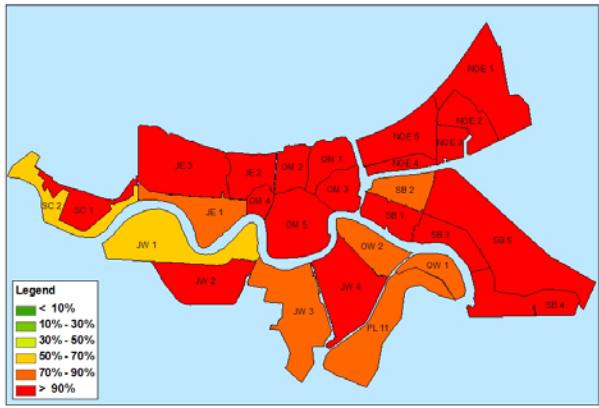 NOE 1
NOE 2
NOE 5
NOE 3
NOE 4
JE 3
JE 2
OM 2
OM 1
OM 3
OM 4
OM 5
SC 2
SC 1
JE 1
SB 2
SB 1
SB 3
SB 5
SB 4
JW 1
JW 2
OW 2
OW 1
JW 3
JW 4
PL 11
Legend
< 10%
10% - 30%
30% - 50%
50% - 70%
70% - 90%
> 90%